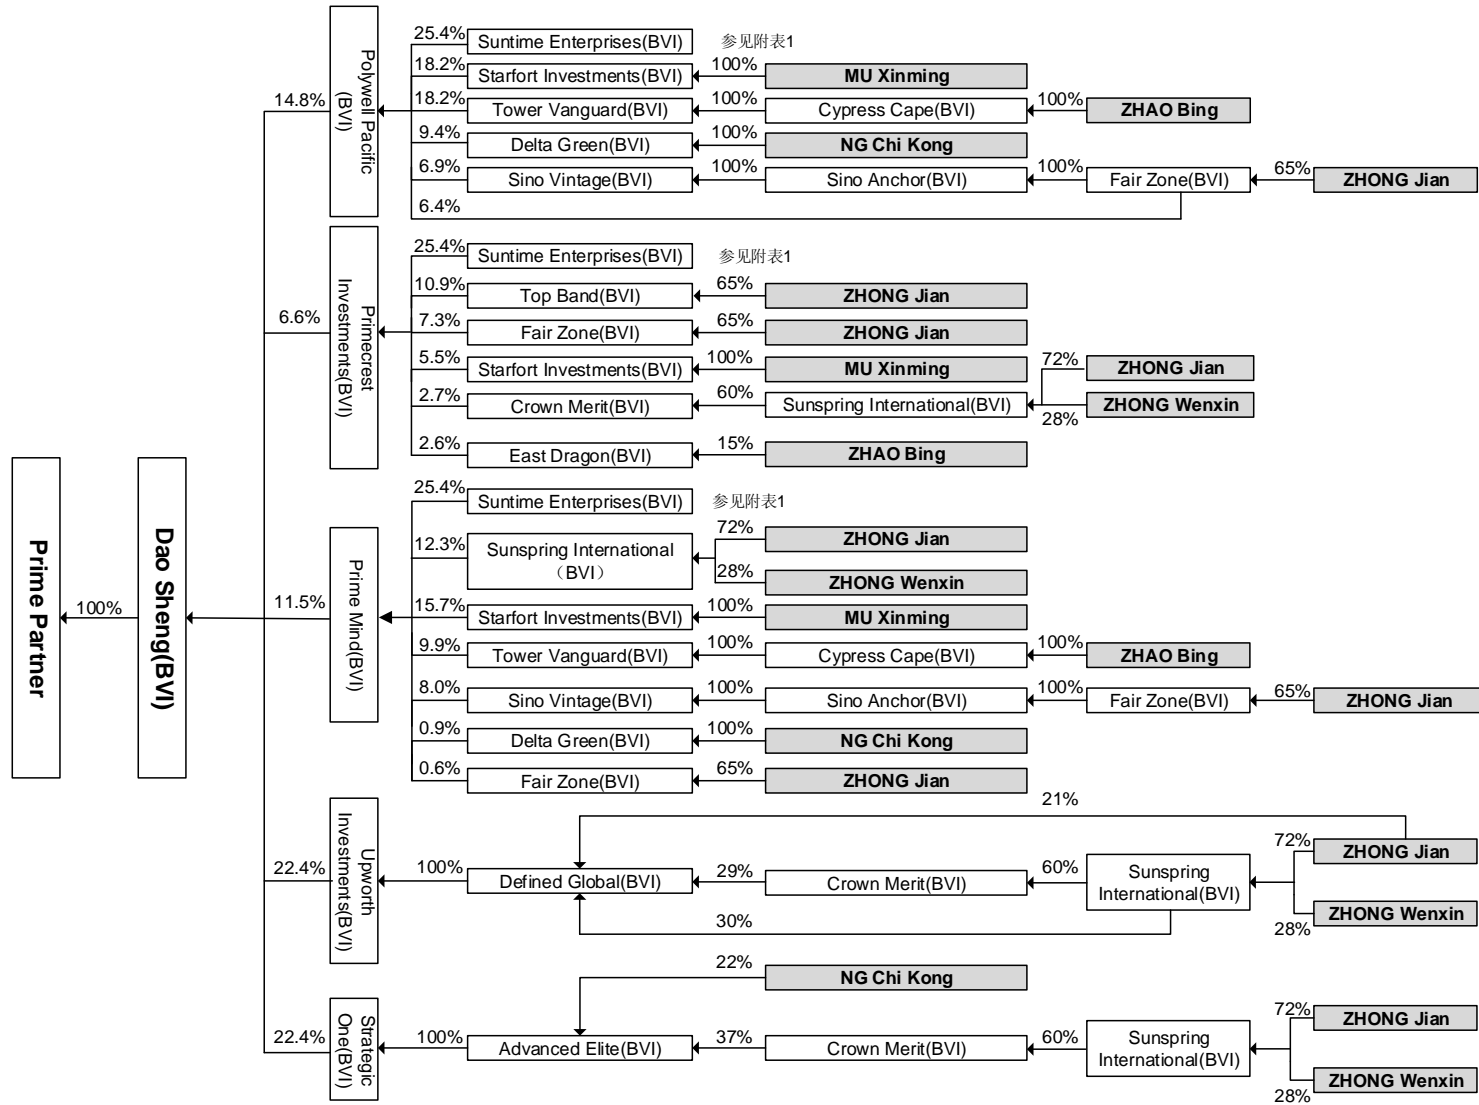 25.4%
Suntime Enterprises(BVI)
参见附表1
18.2%
Starfort Investments(BVI)
100%
MU Xinming
14.8%
Polywell Pacific
(BVI)
18.2%
Tower Vanguard(BVI)
100%
Cypress Cape(BVI)
100%
ZHAO Bing
9.4%
Delta Green(BVI)
100%
NG Chi Kong
6.9%
Sino Vintage(BVI)
100%
Sino Anchor(BVI)
100%
Fair Zone(BVI)
65%
ZHONG Jian
6.4%
25.4%
Suntime Enterprises(BVI)
参见附表1
10.9%
Top Band(BVI)
65%
ZHONG Jian
6.6%
Primecrest
Investments(BVI)
7.3%
Fair Zone(BVI)
65%
ZHONG Jian
5.5%
Starfort Investments(BVI)
100%
MU Xinming
72%
ZHONG Jian
2.7%
Crown Merit(BVI)
60%
Sunspring International(BVI)
28%
ZHONG Wenxin
2.6%
East Dragon(BVI)
15%
ZHAO Bing
Prime Partner
100%
Dao Sheng(BVI)
11.5%
Prime Mind(BVI)
25.4%
Suntime Enterprises(BVI)
参见附表1
12.3%
Sunspring International
（BVI）
72%
ZHONG Jian
28%
ZHONG Wenxin
15.7%
Starfort Investments(BVI)
100%
MU Xinming
9.9%
Tower Vanguard(BVI)
100%
Cypress Cape(BVI)
100%
ZHAO Bing
8.0%
Sino Vintage(BVI)
100%
Sino Anchor(BVI)
100%
Fair Zone(BVI)
65%
ZHONG Jian
0.9%
Delta Green(BVI)
100%
NG Chi Kong
0.6%
Fair Zone(BVI)
65%
ZHONG Jian
21%
22.4%
Upworth
Investments(BVI)
100%
Defined Global(BVI)
29%
Crown Merit(BVI)
60%
Sunspring
International(BVI)
72%
ZHONG Jian
28%
ZHONG Wenxin
30%
22%
NG Chi Kong
22.4%
Strategic
One(BVI)
100%
Advanced Elite(BVI)
37%
Crown Merit(BVI)
60%
Sunspring
International(BVI)
72%
ZHONG Jian
28%
ZHONG Wenxin